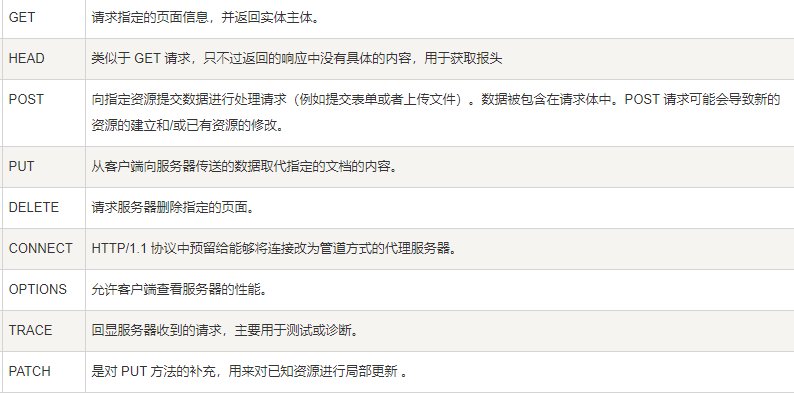 GET 请求指定的页面信息，并返回实体主体。
HEAD 类似于 GET 请求，只不过返回的响应中没有具体的内容，用于获取报头
POST 向指定资源提交数据进行处理请求（例如提交表单或者上传文件）。数据被包含在请求体中。POST 请求可能会导致新的
资源的建立和/或已有资源的修改。
PUT 从客户端向服务器传送的数据取代指定的文档的内容。
DELETE 请求服务器删除指定的页面。
CONNECT HTTP/1.1 协议中预留给能够将连接改为管道方式的代理服务器。
OPTIONS 允许客户端查看服务器的性能。
TRACE 回显服务器收到的请求，主要用于测试或诊断。
PATCH 是对 PUT 方法的补充，用来对已知资源进行局部更新 。